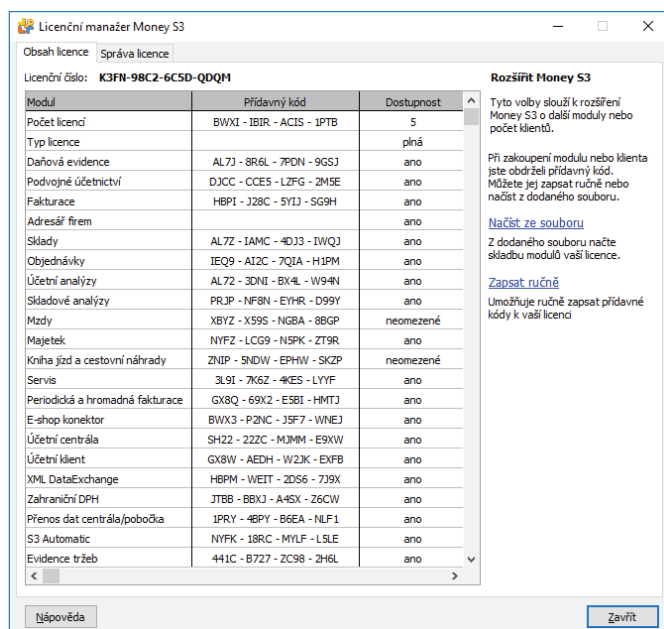 Licenční manažer Money S3
Obsah licence
Správa licence
Licenční číslo: K3FN-98C2-6C5D-QDQM
Modul Přídavný kód Dostupnost
Počet licencí BWXI - IBIR - ACIS - 1PTB 5
Typ licence plná
Daňová evidence AL7J - 8R6L - 7PDN - 9GSJ ano
Podvojné účetnictví DJCC - CCE5 - LZFG - 2M5E ano
Fakturace HBPI - J28C - 5YIJ - SG9H ano
Adresář firem ano
Sklady AL7Z - IAMC - 4DJ3 - IWQJ ano
Objednávky IEQ9 - AI2C - 7QIA - H1PM ano
Účetní analýzy AL72 - 3DNI - BX4L - W94N ano
Skladové analýzy PRJP - NF8N - EYHR - D99Y ano
Mzdy XBYZ - X59S - NGBA - 8BGP neomezené
Majetek NYFZ - LCG9 - N5PK - ZT9R ano
Kniha jízd a cestovní náhrady ZNIP - 5NDW - EPHW - SKZP neomezené
Servis 3L9I - 7K6Z - 4KES - LYYF ano
Periodická a hromadná fakturace GX8Q - 69X2 - E5BI - HMTJ ano
E-shop konektor BWX3 - P2NC - J5F7 - WNEJ ano
Účetní centrála SH22 - 22ZC - MJMM - E9XW ano
Účetní klient GX8W - AEDH - W2JK - EXFB ano
XML DataExchange HBPM - WEIT - 2DS6 - 7J9X ano
Zahraniční DPH JTBB - BBXJ - A4SX - Z6CW ano
Přenos dat centrála/pobočka 1PRY - 4BPY - B6EA - NLF1 ano
S3 Automatic NYFK - 18RC - MYLF - L5LE ano
Evidence tržeb 441C - B727 - ZC98 - 2H6L ano
Rozšířit Money S3
Tyto volby slouží k rozšíření
Money S3 o další moduly nebo
počet klientů.
Při zakoupení modulu nebo klienta
jste obdrželi přídavný kód.
Můžete jej zapsat ručně nebo
načíst z dodaného souboru.
Načíst ze souboru
Z dodaného souboru načte
skladbu modulů vaší licence.
Zapsat ručně
Umožňuje ručně zapsat přídavné
kódy k vaší licenci
Nápověda
Zavřít